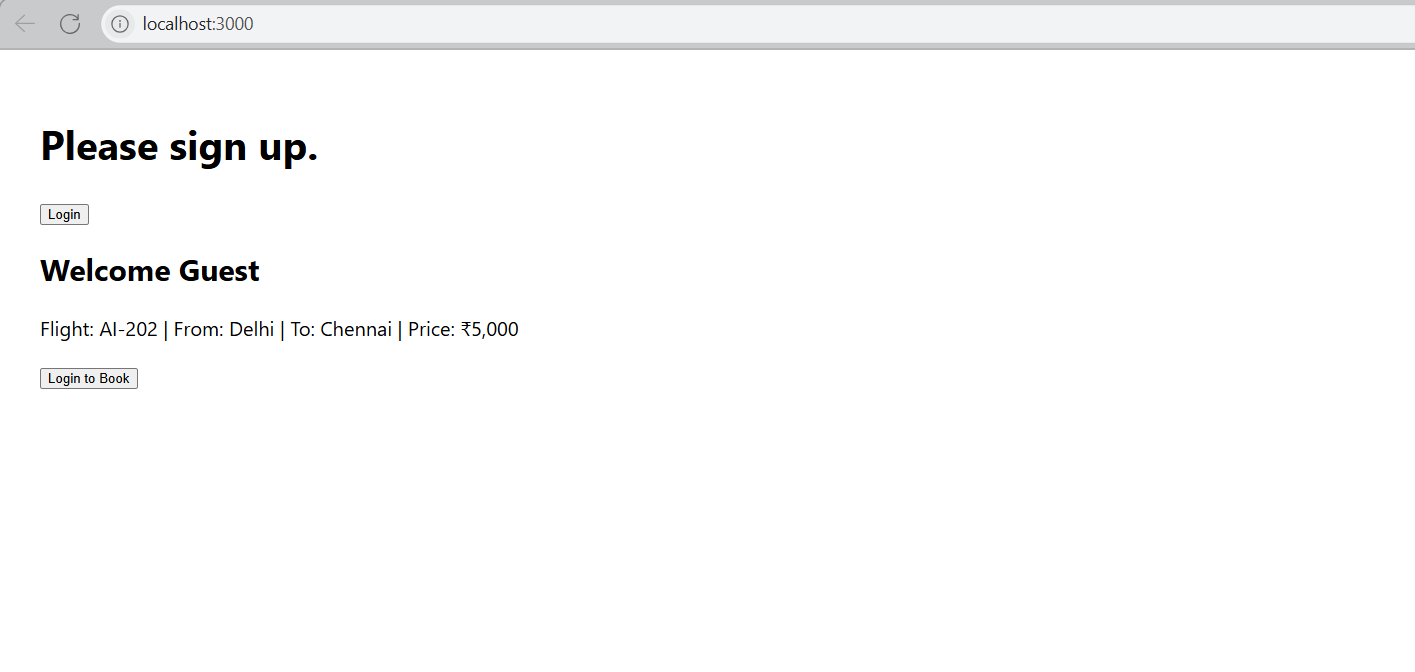 localhost:3000
Please sign up.
Login
Welcome Guest
Flight: AI-202 | From: Delhi | To: Chennai | Price: ₹5,000
Login to Book